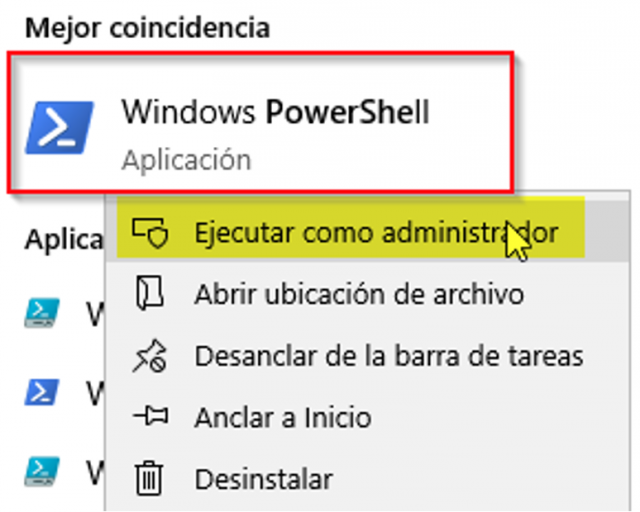 Mejor coincidencia
Windows PowerShell
Aplicación
Ejecutar como administrador
Aplica
Abrir ubicación de archivo
W
Desanclar de la barra de tareas
W
Anclar a Inicio
W
Desinstalar